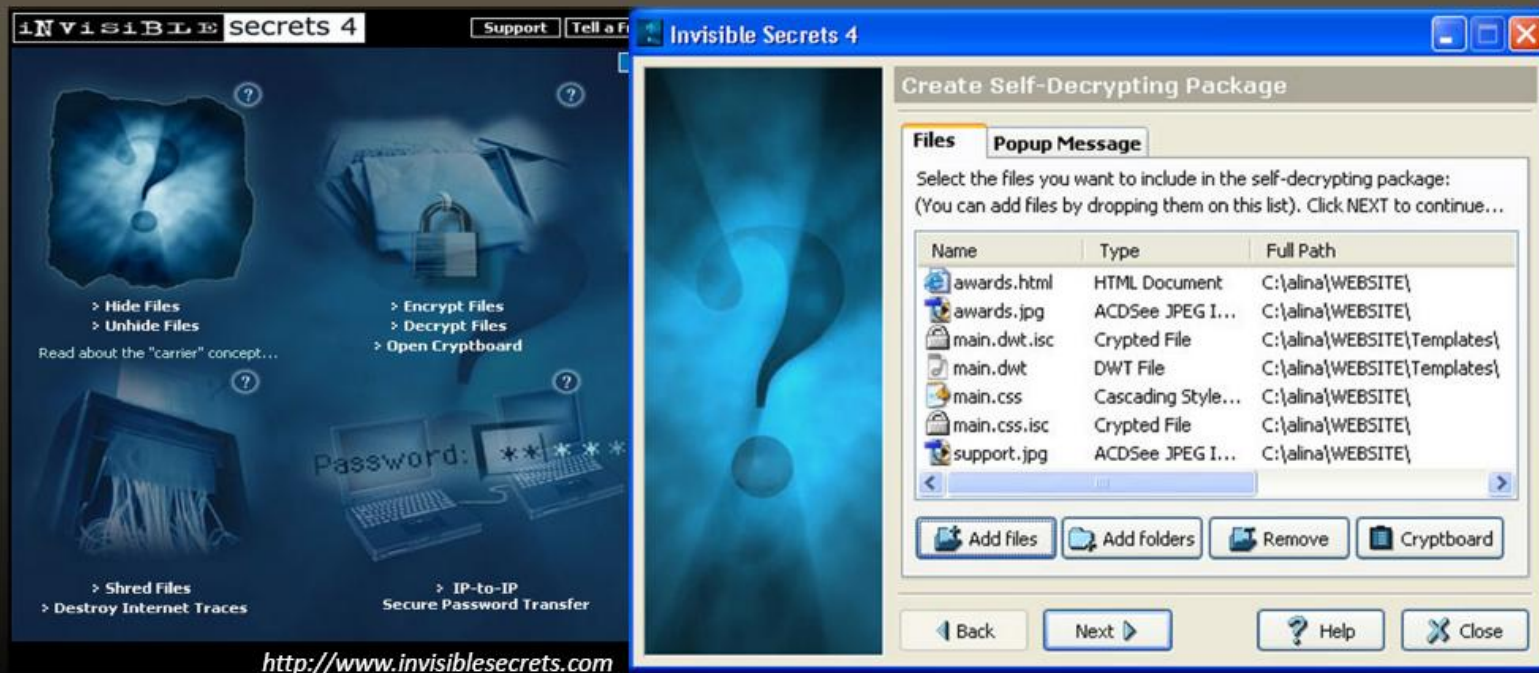 iNViSiBLE secrets 4
Support
Tell a F
> Hide Files
> Unhide Files
Read about the "carrier" concept...
> Encrypt Files
> Decrypt Files
> Open Cryptboard
Password: ** ***
> Shred Files
> Destroy Internet Traces
> IP-to-IP
Secure Password Transfer
http://www.invisiblesecrets.com
Invisible Secrets 4
Create Self-Decrypting Package
Files
Popup Message
Select the files you want to include in the self-decrypting package:
(You can add files by dropping them on this list). Click NEXT to continue...
Name Type Full Path
awards.html HTML Document C:\alina\WEBSITE\
awards.jpg ACDSee JPEG I... C:\alina\WEBSITE\
main.dwt.isc Crypted File C:\alina\WEBSITE\Templates\
main.dwt DWT File C:\alina\WEBSITE\Templates\
main.css Cascading Style... C:\alina\WEBSITE\
main.css.isc Crypted File C:\alina\WEBSITE\
support.jpg ACDSee JPEG I... C:\alina\WEBSITE\
Add files
Add folders
Remove
Cryptboard
Back
Next
Help
Close